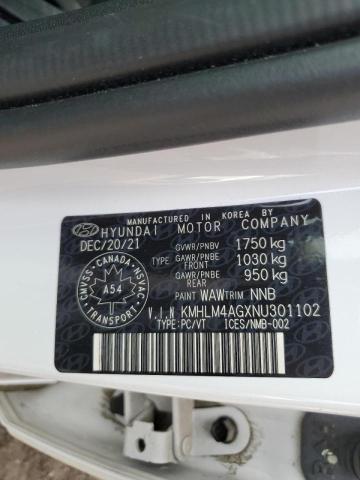 MANUFACTURED IN KOREA BY
HYUNDAI MOTOR COMPANY
DEC/20/21
GVWR/PNBV 1750 kg
GAWR/PNBE FRONT 1030 kg
GAWR/PNBE REAR 950 kg
PAINT WAW TRIM NNB
CMVSS·CANADA·NSVAC
A54
TRANSPORT
V.I.N KMHLM4AGXNU301102
TYPE:PC/VT ICES/NMB-002